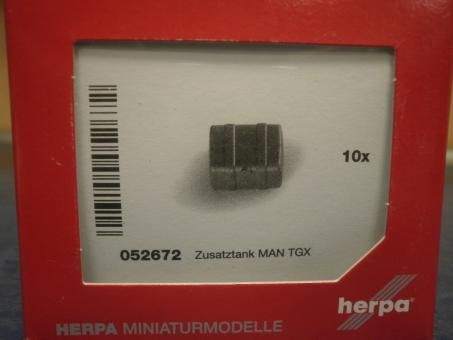 10x
052672 Zusatztank MAN TGX
herpa
HERPA MINIATURMODELLE